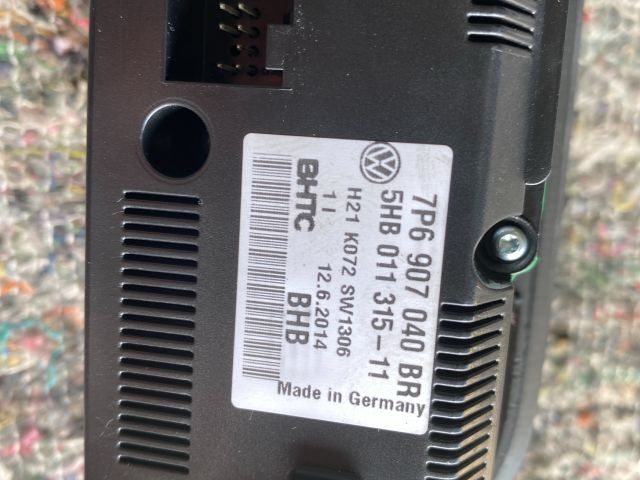 7P6 907 040 BR
5HB 011 315-11
H21 K072 SW1306
1I 12.6.2014
BHTC BHB
Made in Germany